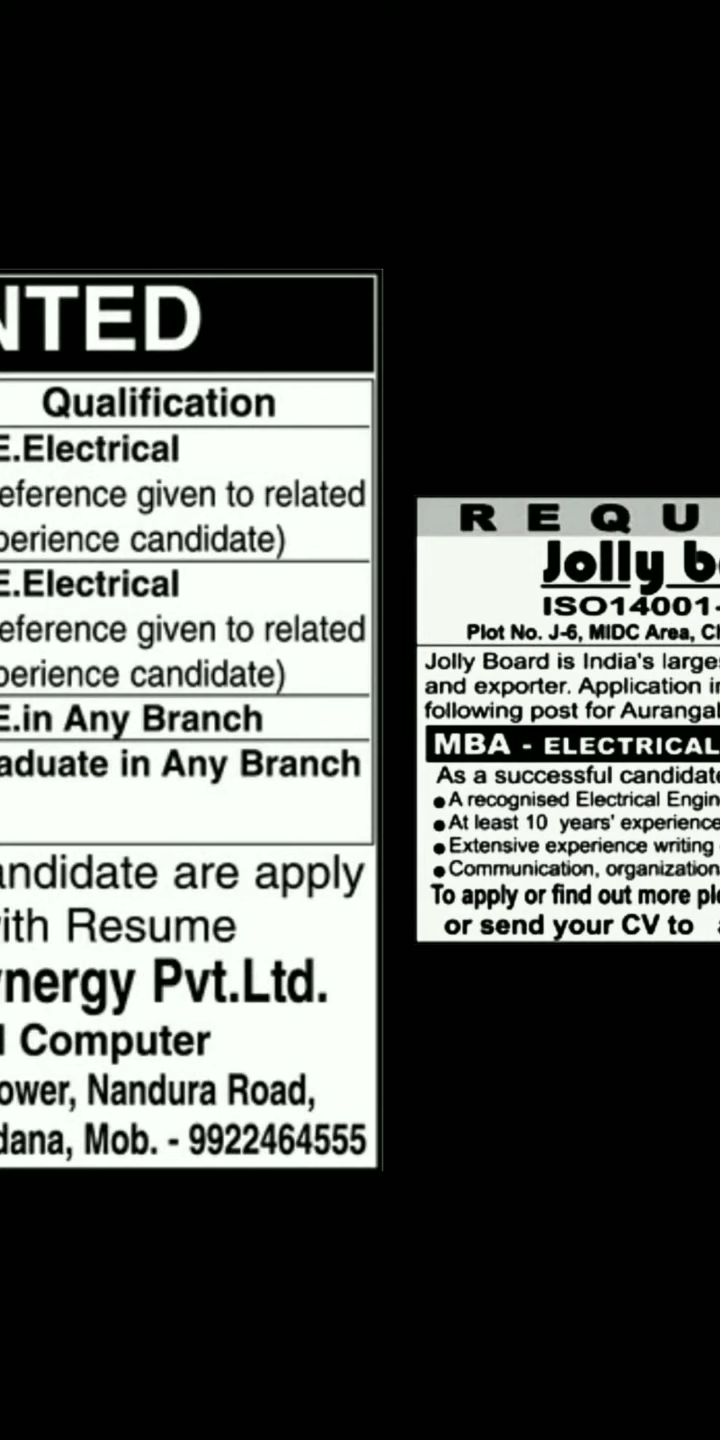 NTED
Qualification
E.Electrical
eference given to related
perience candidate)
E.Electrical
eference given to related
perience candidate)
E.in Any Branch
aduate in Any Branch
andidate are apply
ith Resume
nergy Pvt.Ltd.
l Computer
ower, Nandura Road,
dana, Mob. - 9922464555
R E Q U
Jolly b
ISO14001-
Plot No. J-6, MIDC Area, C
Jolly Board is India's large
and exporter. Application i
following post for Auranga
MBA - ELECTRICAL
As a successful candidate
●A recognised Electrical Engin
●At least 10 years' experience
●Extensive experience writing
●Communication, organization
To apply or find out more ple
or send your CV to a